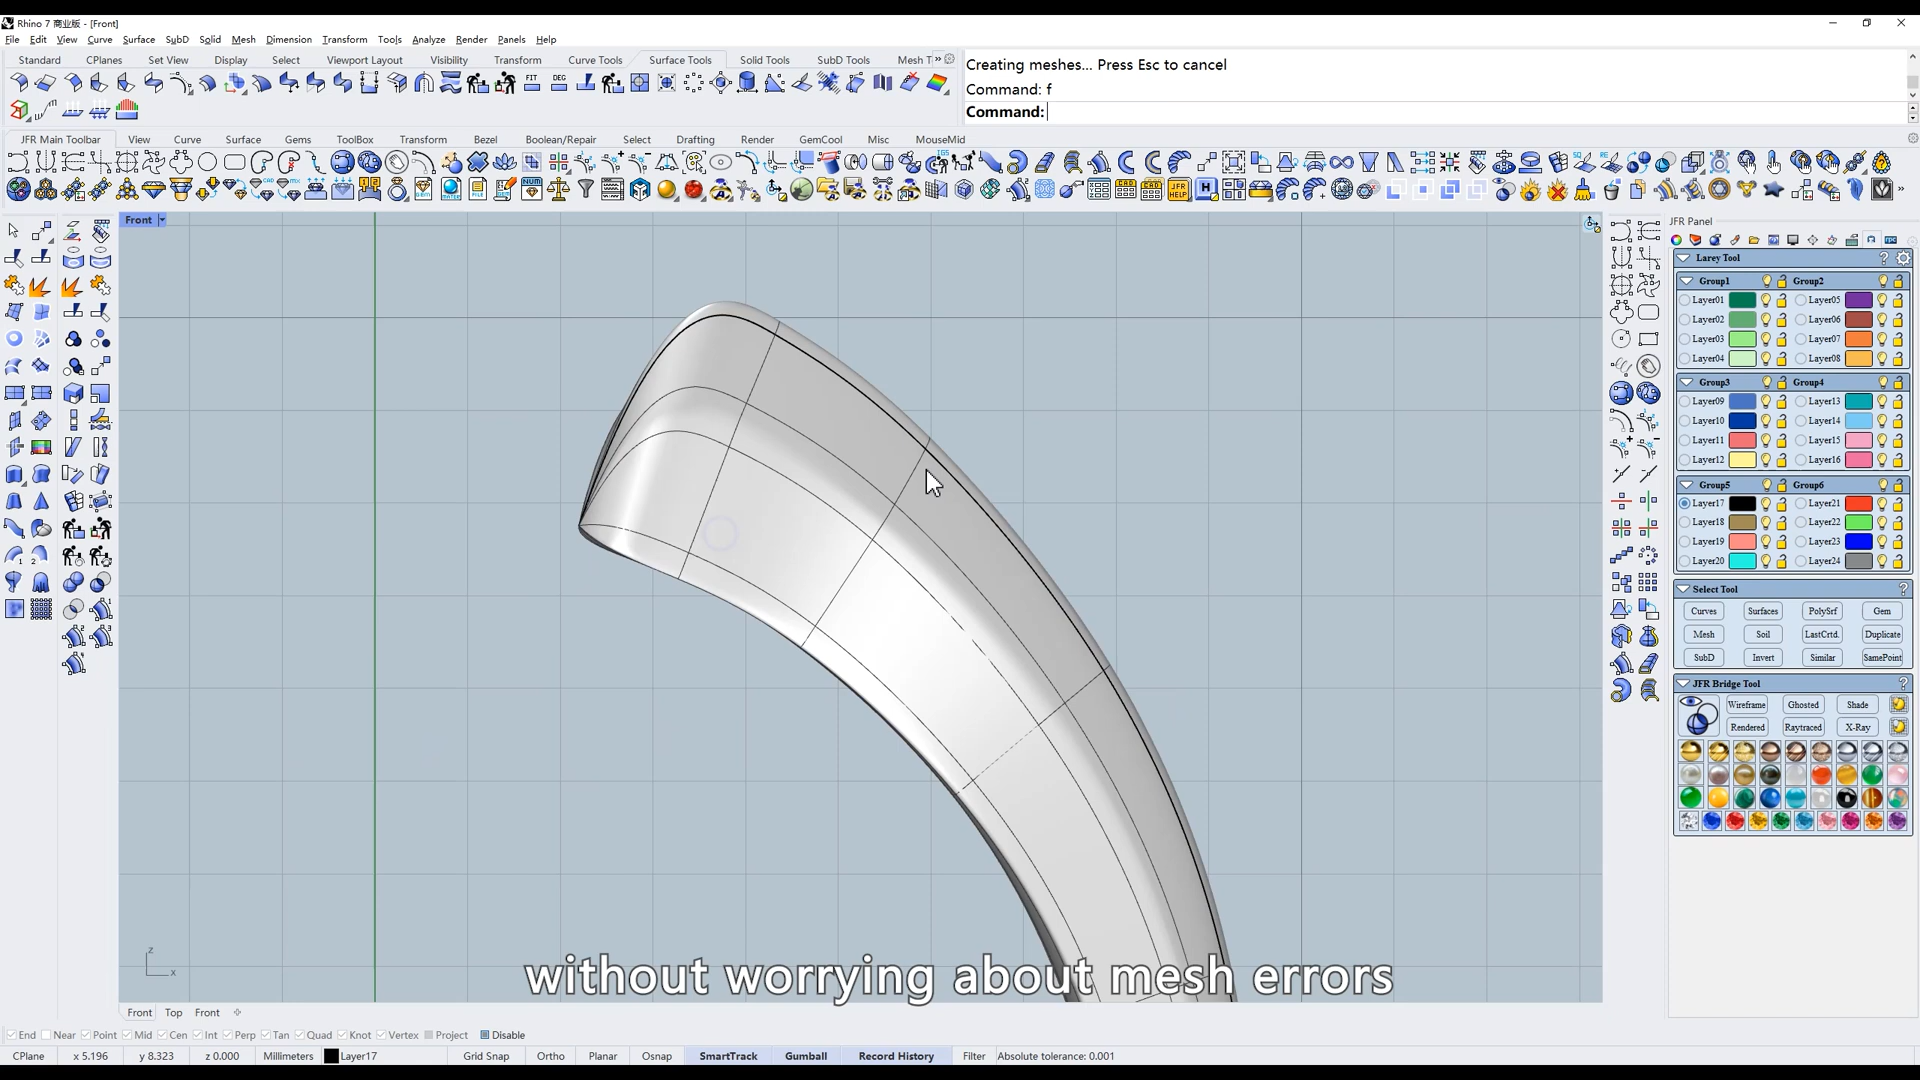 Rhino 7 商业版 - [Front]
File Edit View Curve Surface SubD Solid Mesh Dimension Transform Tools Analyze Render Panels Help
Standard CPlanes Set View Display Select Viewport Layout Visibility Transform Curve Tools Surface Tools Solid Tools SubD Tools Mesh T
Creating meshes... Press Esc to cancel
Command: f
Command:
JFR Main Toolbar View Curve Surface Gems ToolBox Transform Bezel Boolean/Repair Select Drafting Render GemCool Misc MouseMid
Front
JFR Panel
Larey Tool
Group1 Group2
Layer01 Layer05
Layer02 Layer06
Layer03 Layer07
Layer04 Layer08
Group3 Group4
Layer09 Layer13
Layer10 Layer14
Layer11 Layer15
Layer12 Layer16
Group5 Group6
Layer17 Layer21
Layer18 Layer22
Layer19 Layer23
Layer20 Layer24
Select Tool
Curves Surfaces PolySrf Gem
Mesh Soil LastCrtd. Duplicate
SubD Invert Similar SamePoint
JFR Bridge Tool
Wireframe Ghosted Shade
Rendered Raytraced X-Ray
z
x
without worrying about mesh errors
Front Top Front
End Near Point Mid Cen Int Perp Tan Quad Knot Vertex Project Disable
CPlane x 5.196 y 8.323 z 0.000 Millimeters Layer17 Grid Snap Ortho Planar Osnap SmartTrack Gumball Record History Filter Absolute tolerance: 0.001